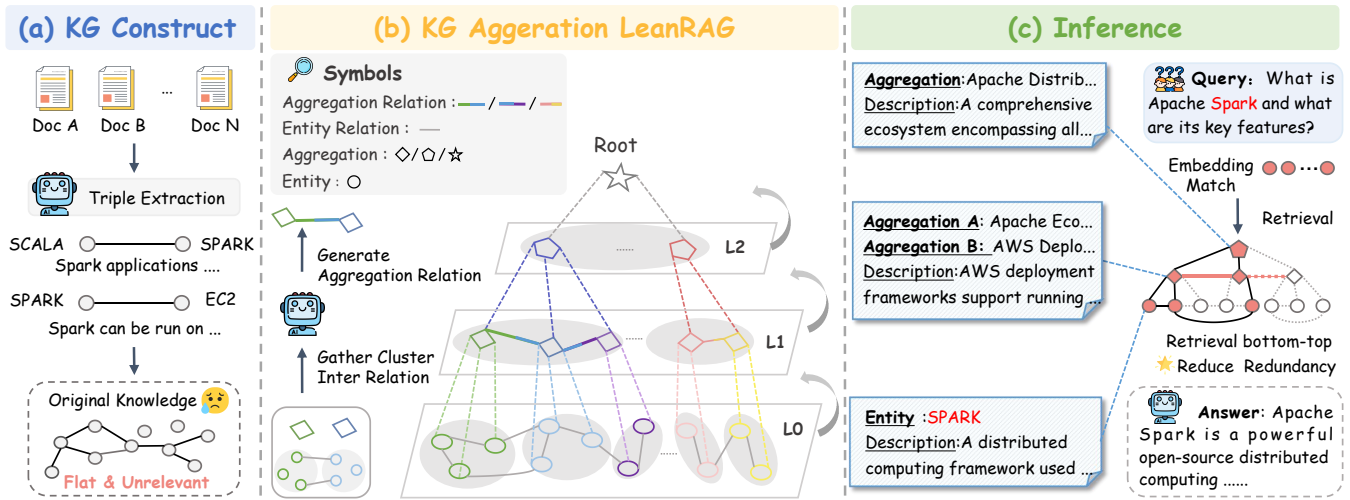 (a) KG Construct
Doc A
Doc B
...
Doc N
Triple Extraction
SCALA
SPARK
Spark applications ....
SPARK
EC2
Spark can be run on ...
Original Knowledge
Flat & Unrelevant
(b) KG Aggeration LeanRAG
Symbols
Aggregation Relation : / /
Entity Relation :
Aggregation : / /
Entity :
Root
L2
......
Generate
Aggregation Relation
L1
......
AI
Gather Cluster
Inter Relation
L0
......
(c) Inference
Aggregation:Apache Distrib...
Description:A comprehensive
ecosystem encompassing all...
Aggregation A: Apache Eco...
Aggregation B: AWS Deplo...
Description:AWS deployment
frameworks support running ...
Entity :SPARK
Description:A distributed
computing framework used ...
??? Query: What is
Apache Spark and what
are its key features?
Embedding
Match
...
Retrieval
Retrieval bottom-top
Reduce Redundancy
Answer: Apache
Spark is a powerful
open-source distributed
computing ......